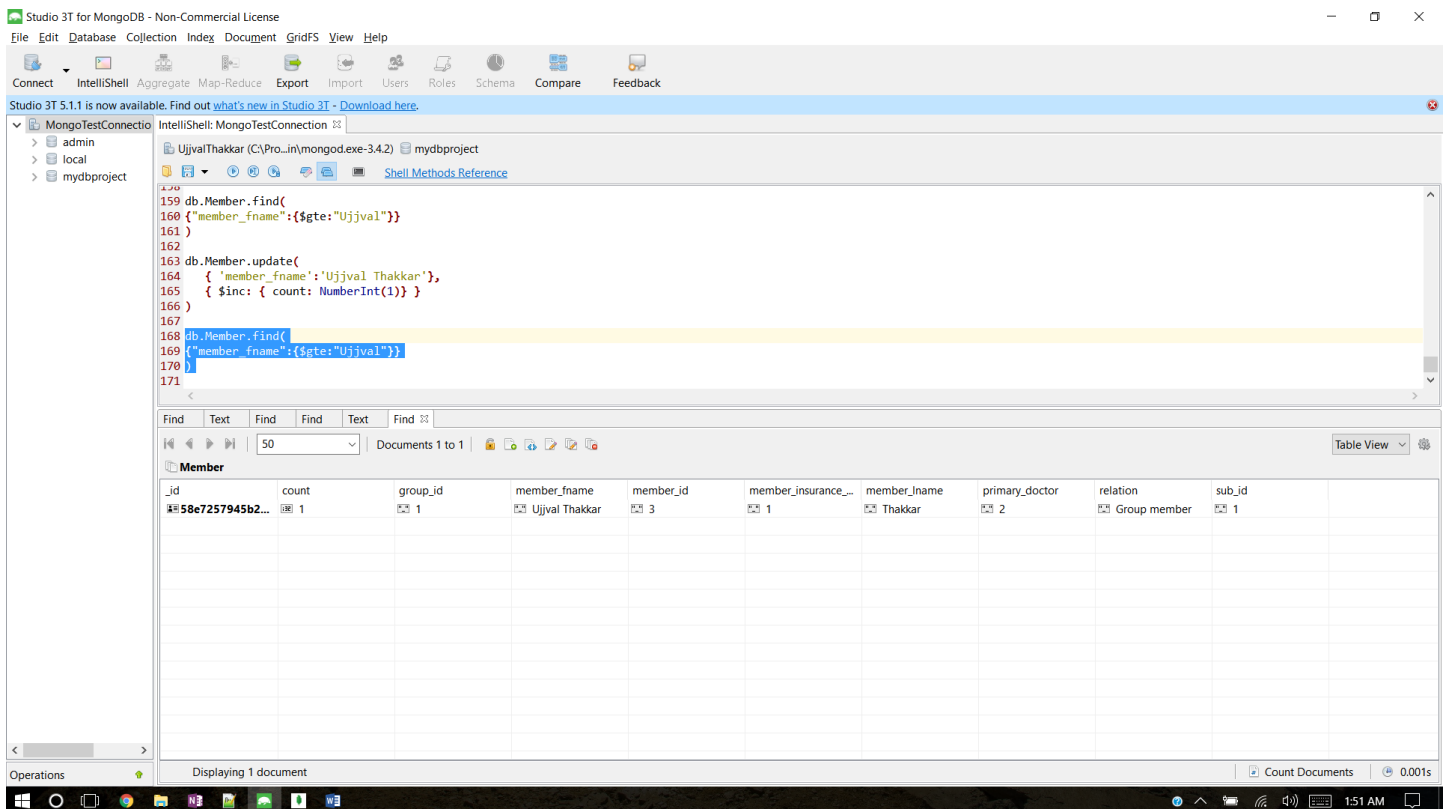 Studio 3T for MongoDB - Non-Commercial License
File Edit Database Collection Index Document GridFS View Help
Connect IntelliShell Aggregate Map-Reduce Export Import Users Roles Schema Compare Feedback
Studio 3T 5.1.1 is now available. Find out what's new in Studio 3T - Download here.
MongoTestConnectio
admin
local
mydbproject
IntelliShell: MongoTestConnection
UjjvalThakkar (C:\Pro...in\mongod.exe-3.4.2) mydbproject
Shell Methods Reference
158
159 db.Member.find(
160 {"member_fname":{$gte:"Ujjval"}}
161 )
162
163 db.Member.update(
164 { 'member_fname':'Ujjval Thakkar'},
165 { $inc: { count: NumberInt(1)} }
166 )
167
168 db.Member.find(
169 {"member_fname":{$gte:"Ujjval"}}
170 )
171
Find Text Find Find Text Find
50 Documents 1 to 1 Table View
Member
_id count group_id member_fname member_id member_insurance_... member_lname primary_doctor relation sub_id
58e7257945b2... 1 1 Ujjval Thakkar 3 1 Thakkar 2 Group member 1
Operations
Displaying 1 document Count Documents 0.001s
1:51 AM